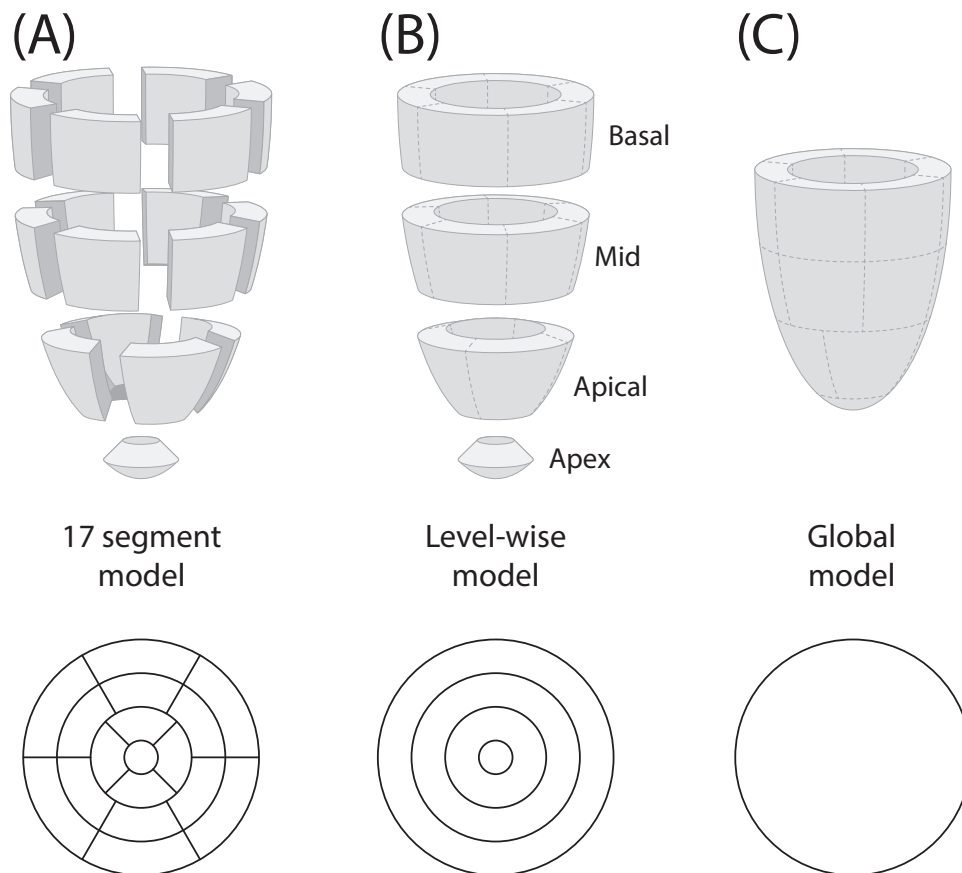 (A)
(B)
(C)
Basal
Mid
Apical
Apex
17 segment
model
Level-wise
model
Global
model